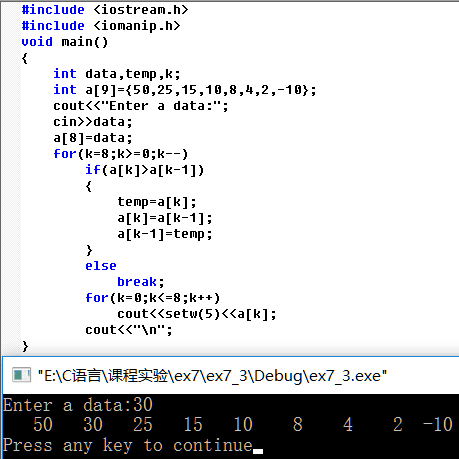 #include <iostream.h>
#include <iomanip.h>
void main()
{
    int data,temp,k;
    int a[9]={50,25,15,10,8,4,2,-10};
    cout<<"Enter a data:";
    cin>>data;
    a[8]=data;
    for(k=8;k>=0;k--)
        if(a[k]>a[k-1])
        {
            temp=a[k];
            a[k]=a[k-1];
            a[k-1]=temp;
        }
        else
            break;
        for(k=0;k<=8;k++)
            cout<<setw(5)<<a[k];
        cout<<"\n";
}
"E:\C语言\课程实验\ex7\ex7_3\Debug\ex7_3.exe"
Enter a data:30
   50   30   25   15   10    8    4    2  -10
Press any key to continue